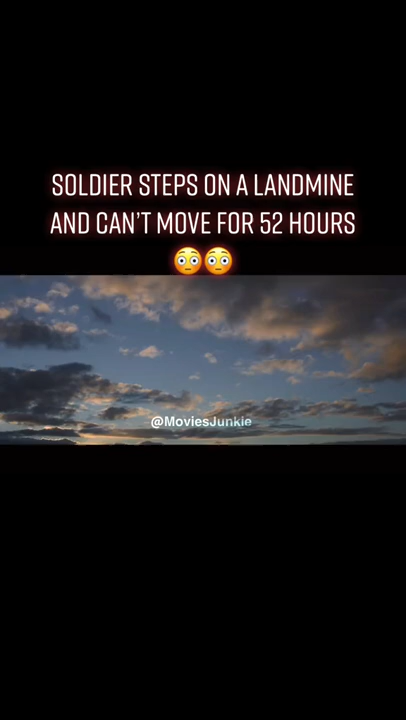 SOLDIER STEPS ON A LANDMINE
AND CAN'T MOVE FOR 52 HOURS
😳😳
@MoviesJunkie